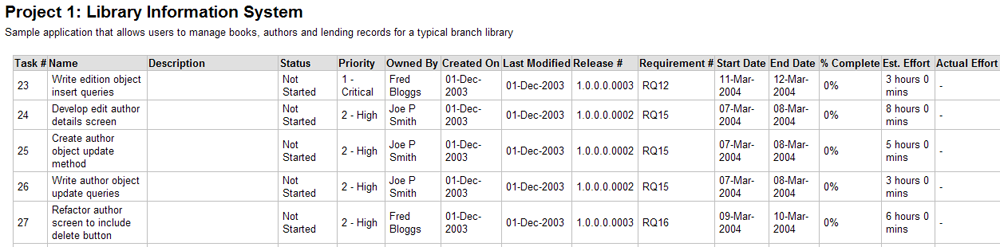 Project 1: Library Information System
Sample application that allows users to manage books, authors and lending records for a typical branch library
Task # Name Description Status Priority Owned By Created On Last Modified Release # Requirement # Start Date End Date % Complete Est. Effort Actual Effort
23 Write edition object insert queries Not Started 1 - Critical Fred Bloggs 01-Dec-2003 01-Dec-2003 1.0.0.0.0003 RQ12 11-Mar-2004 12-Mar-2004 0% 3 hours 0 mins -
24 Develop edit author details screen Not Started 2 - High Joe P Smith 01-Dec-2003 01-Dec-2003 1.0.0.0.0002 RQ15 07-Mar-2004 08-Mar-2004 0% 8 hours 0 mins -
25 Create author object update method Not Started 2 - High Joe P Smith 01-Dec-2003 01-Dec-2003 1.0.0.0.0002 RQ15 07-Mar-2004 08-Mar-2004 0% 5 hours 0 mins -
26 Write author object update queries Not Started 2 - High Joe P Smith 01-Dec-2003 01-Dec-2003 1.0.0.0.0002 RQ15 07-Mar-2004 08-Mar-2004 0% 3 hours 0 mins -
27 Refactor author screen to include delete button Not Started 2 - High Fred Bloggs 01-Dec-2003 01-Dec-2003 1.0.0.0.0003 RQ16 09-Mar-2004 10-Mar-2004 0% 6 hours 0 mins -